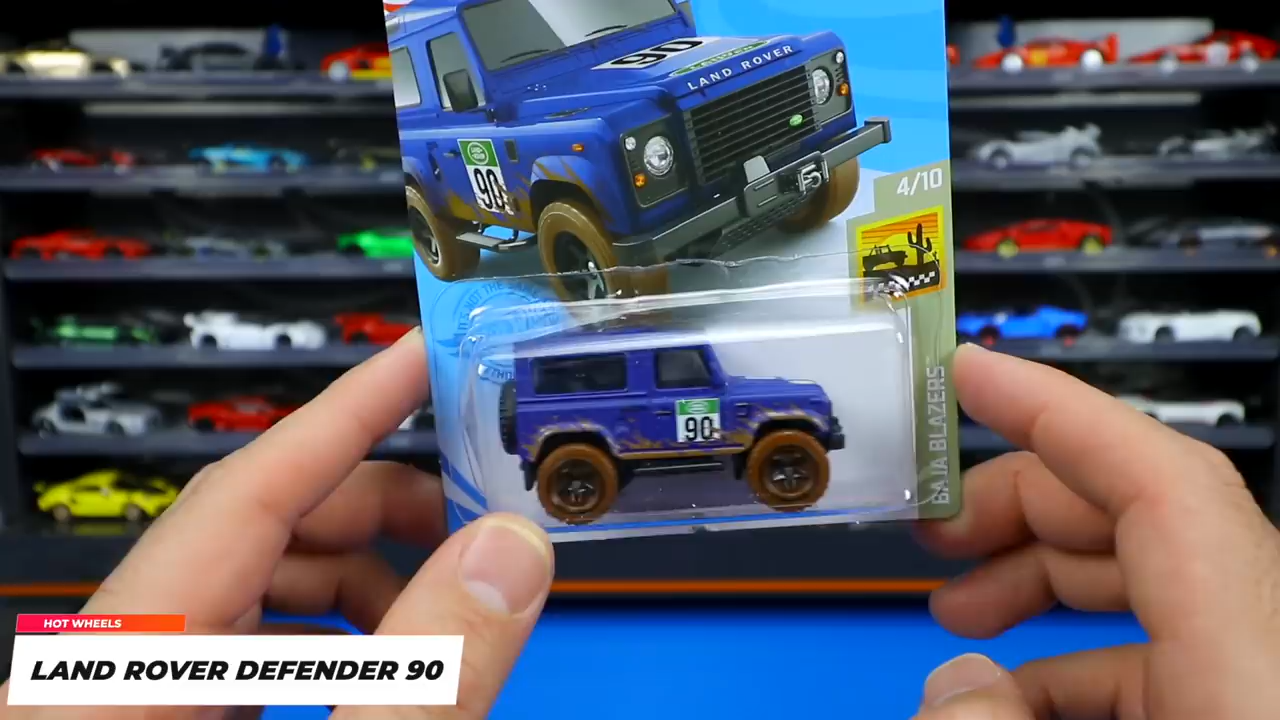 90
LAND ROVER
90
4/10
BAJA BLAZERS
90
HOT WHEELS
LAND ROVER DEFENDER 90